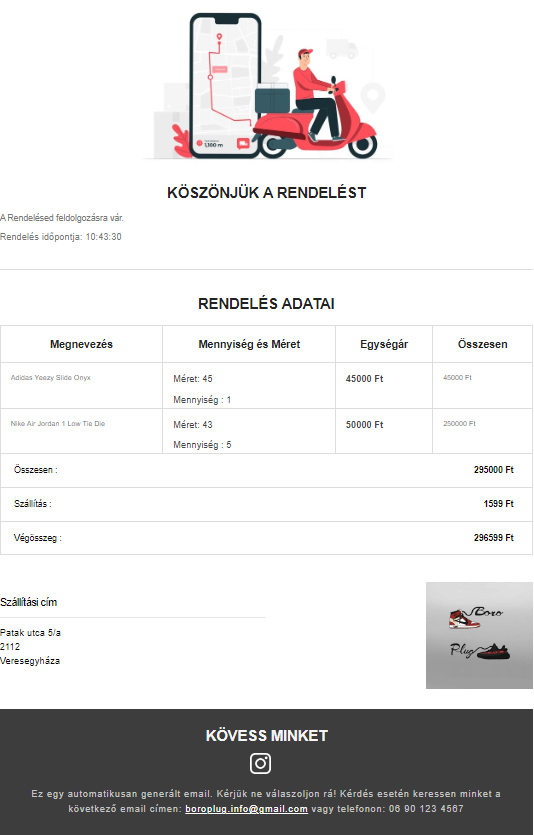 1,100 m
KÖSZÖNJÜK A RENDELÉST
A Rendelésed feldolgozásra vár.
Rendelés időpontja: 10:43:30
RENDELÉS ADATAI
Megnevezés Mennyiség és Méret Egységár Összesen
Adidas Yeezy Slide Onyx Méret: 45 45000 Ft 45000 Ft
Mennyiség : 1
Nike Air Jordan 1 Low Tie Die Méret: 43 50000 Ft 250000 Ft
Mennyiség : 5
Összesen : 295000 Ft
Szállítás : 1599 Ft
Végösszeg : 296599 Ft
Szállítási cím
Patak utca 5/a
2112
Veresegyháza
Boro
Plug
KÖVESS MINKET
Ez egy automatikusan generált email. Kérjük ne válaszoljon rá! Kérdés esetén keressen minket a
következő email címen: boroplug.info@gmail.com vagy telefonon: 06 90 123 4567